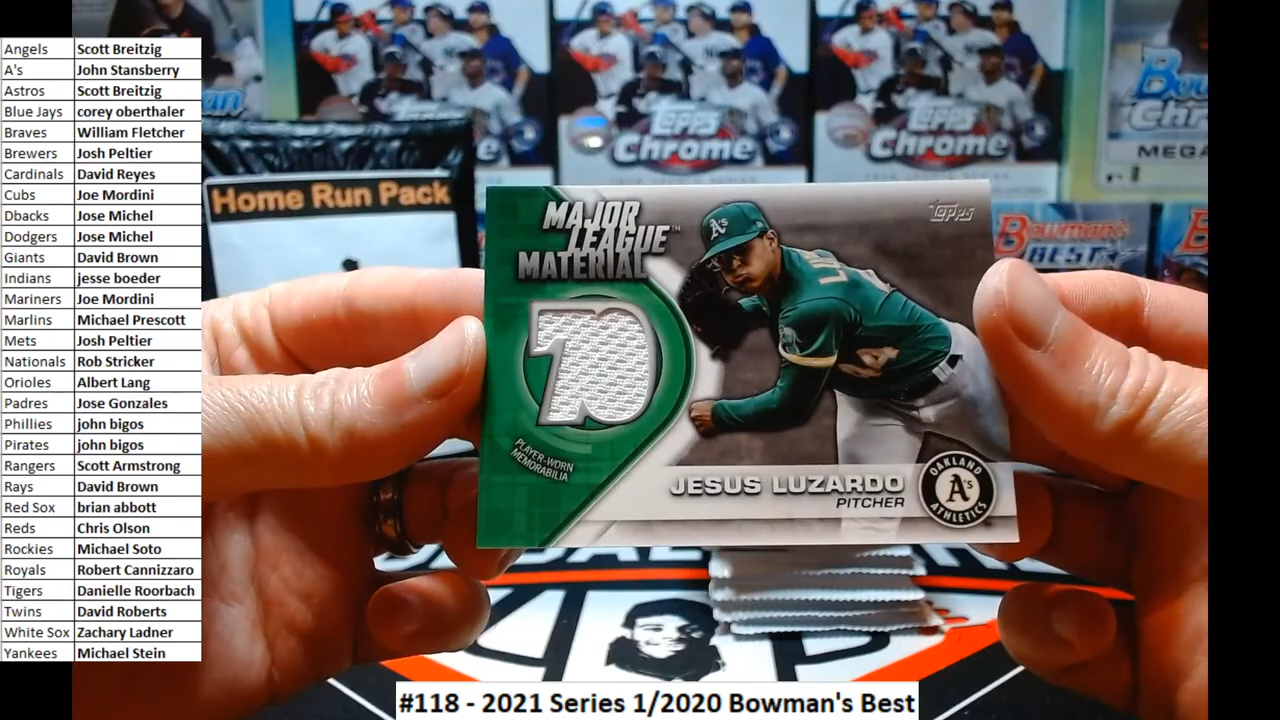 Angels Scott Breitzig
A's John Stansberry
Astros Scott Breitzig
Blue Jays corey oberthaler
Braves William Fletcher
Brewers Josh Peltier
Cardinals David Reyes
Cubs Joe Mordini
Dbacks Jose Michel
Dodgers Jose Michel
Giants David Brown
Indians jesse boeder
Mariners Joe Mordini
Marlins Michael Prescott
Mets Josh Peltier
Nationals Rob Stricker
Orioles Albert Lang
Padres Jose Gonzales
Phillies john bigos
Pirates john bigos
Rangers Scott Armstrong
Rays David Brown
Red Sox brian abbott
Reds Chris Olson
Rockies Michael Soto
Royals Robert Cannizzaro
Tigers Danielle Roorbach
Twins David Roberts
White Sox Zachary Ladner
Yankees Michael Stein
Topps
Chrome
Topps
Chrome
MEGA
Home Run Pack
Bowman's
BEST
MAJOR
LEAGUE™
MATERIAL
70
PLAYER-WORN
MEMORABILIA
Topps
A's
JESUS LUZARDO
PITCHER
OAKLAND
A's
ATHLETICS
#118 - 2021 Series 1/2020 Bowman's Best